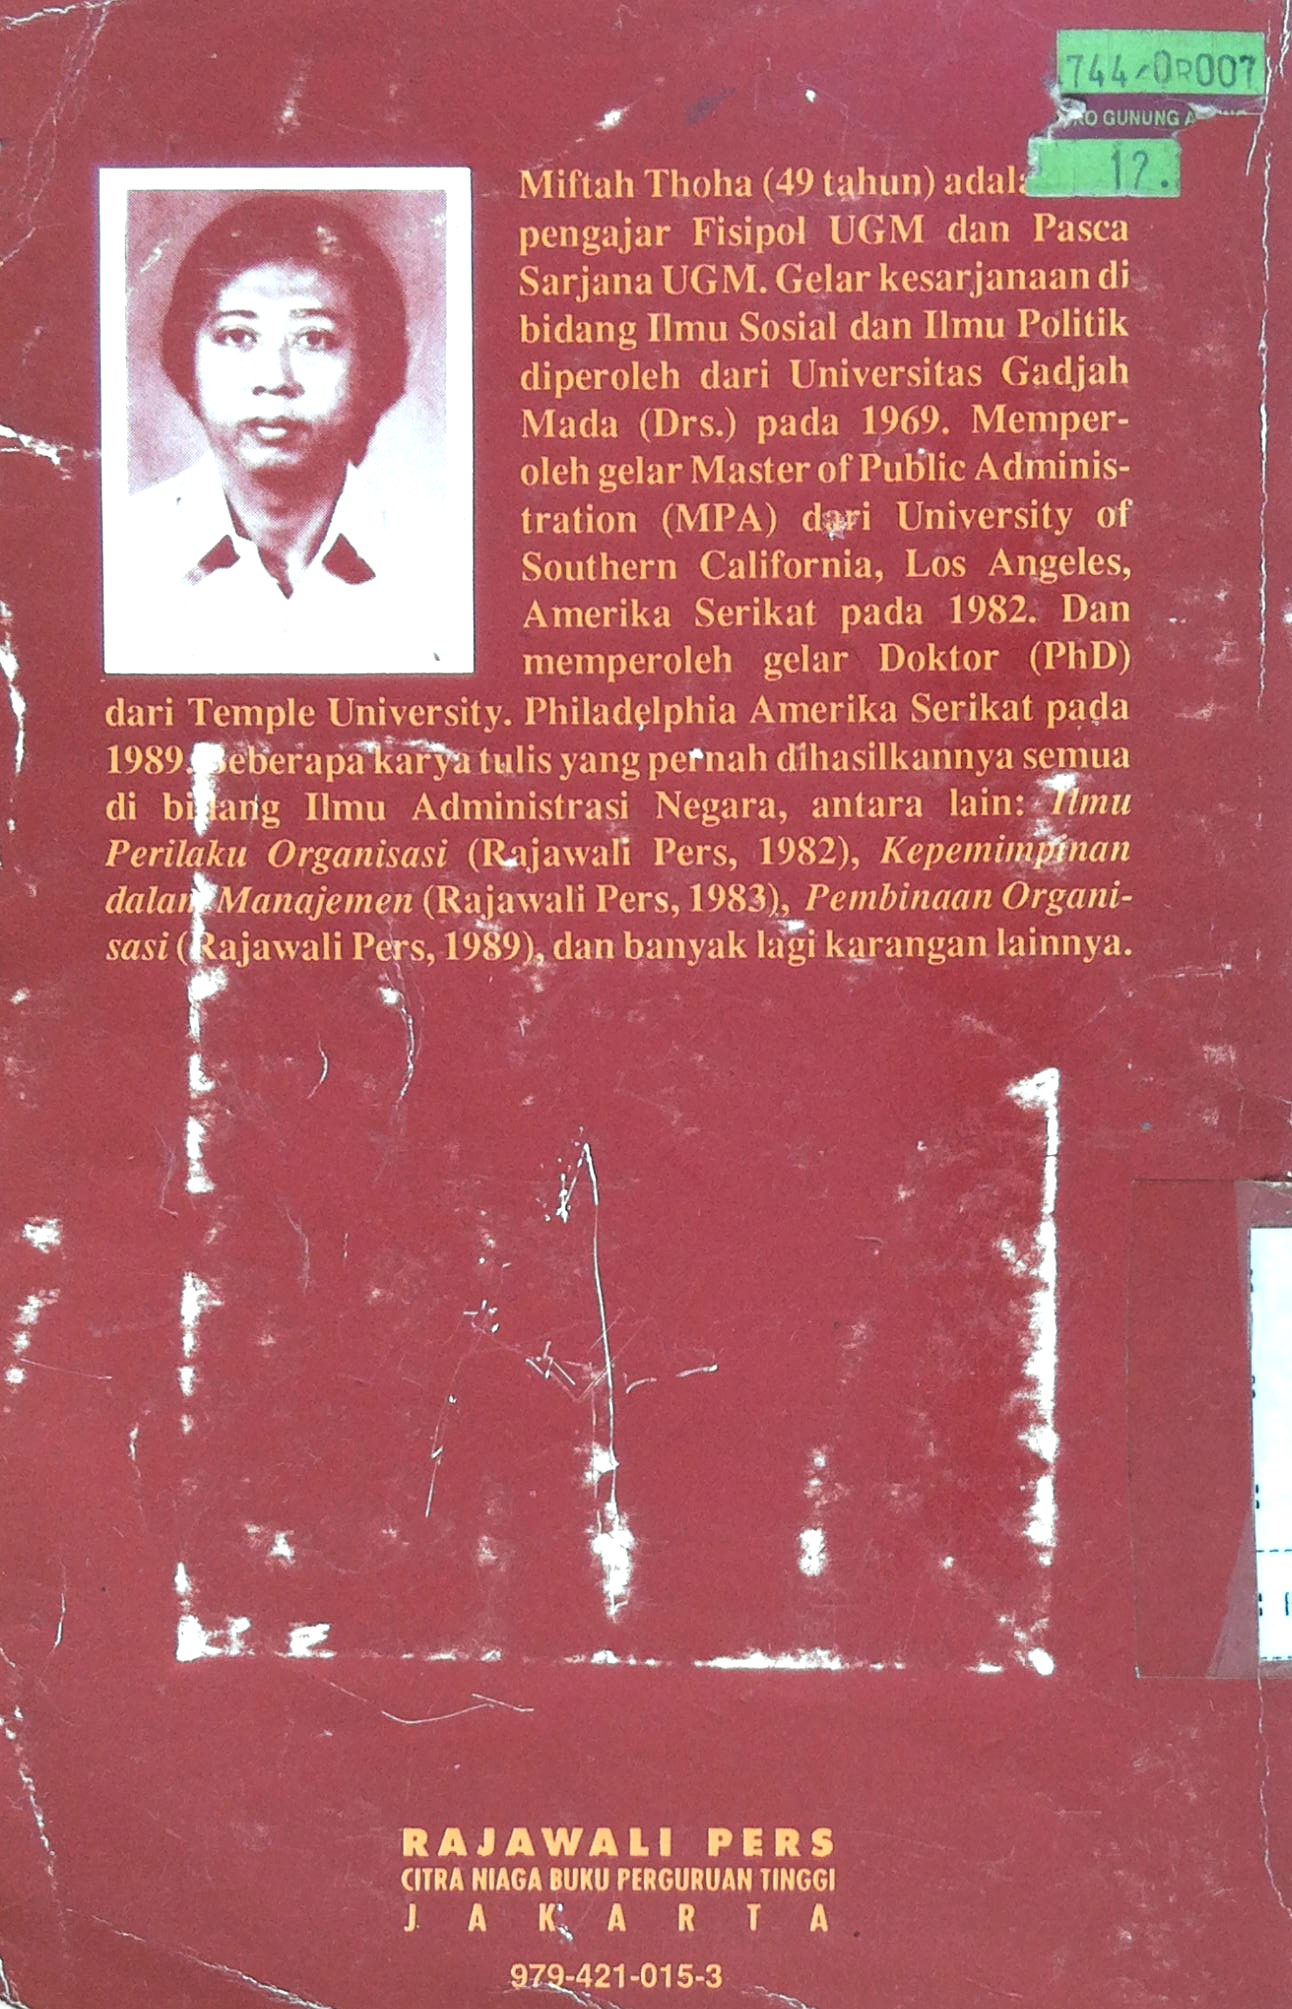 744-OR007
GUNUNG
17.
Miftah Thoha (49 tahun)
pengajar Fisipol UGM dan Pasca
Sarjana UGM. Gelar kesarjanaan di
bidang Ilmu Sosial dan Ilmu Politik
diperoleh dari Universitas Gadjah
Mada (Drs.) pada 1969. Memper-
oleh gelar Master of Public Adminis-
tration (MPA) dari University of
Southern California, Los Angeles,
Amerika Serikat pada 1982. Dan
memperoleh gelar Doktor (PhD)
dari Temple University. Philadelphia Amerika Serikat pada
1989. Beberapa karya tulis yang pernah dihasilkannya semua
di bidang Ilmu Administrasi Negara, antara lain: Ilmu
Perilaku Organisasi (Rajawali Pers, 1982), Kepemimpinan
dalam Manajemen (Rajawali Pers, 1983), Pembinaan Organi-
sasi (Rajawali Pers, 1989), dan banyak lagi karangan lainnya.
RAJAWALI PERS
CITRA NIAGA BUKU PERGURUAN TINGGI
JAKARTA
979-421-015-3